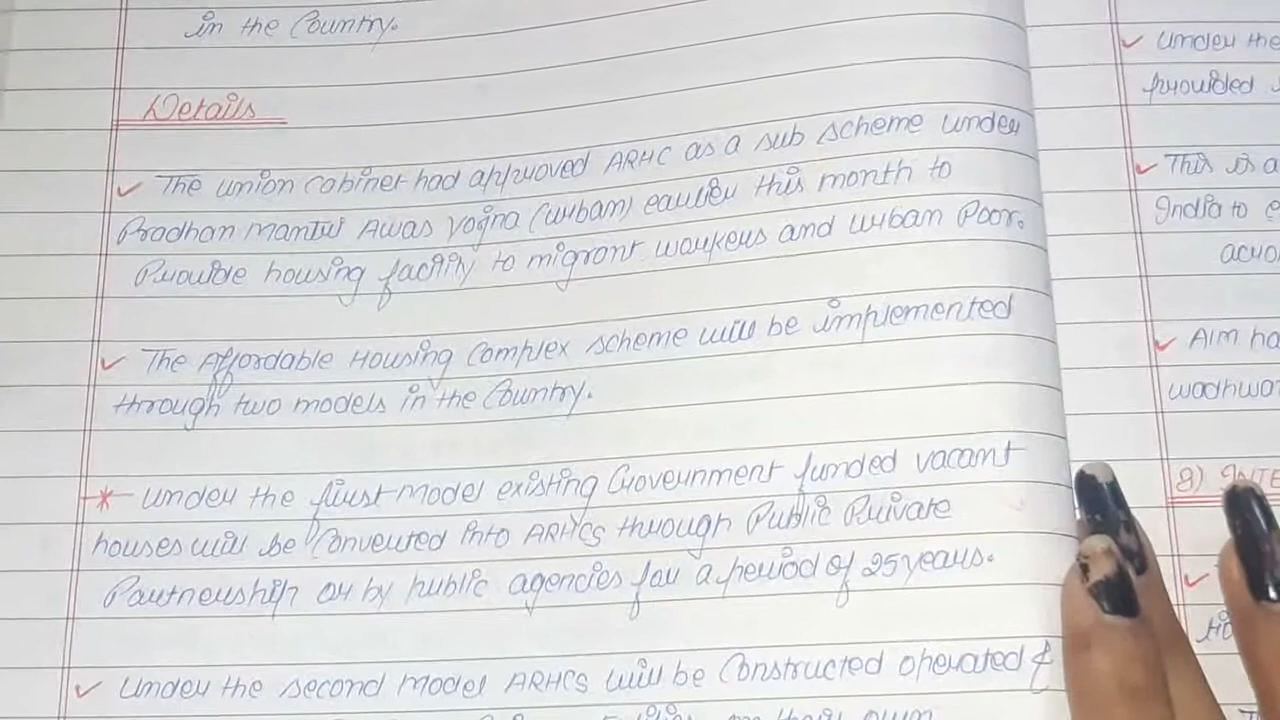 in the Country.
Details
✓ The union cabinet had approved ARHC as a sub scheme under
Pradhan mantri Awas Yojna (urban) earlier this month to
Provide housing facility to migrant workers and urban Poor.
✓ The Affordable Housing Complex scheme will be implemented
through two models in the Country.
* Under the first model existing Government funded vacant
houses will be Converted into ARHCs through Public Private
Partnership or by public agencies for a period of 25 years.
✓ Under the second model ARHCs will be Constructed operated &
own
✓ Under the
provided
✓ This is a
India to e
✓ Aim ha
wadhwa
8) INTE